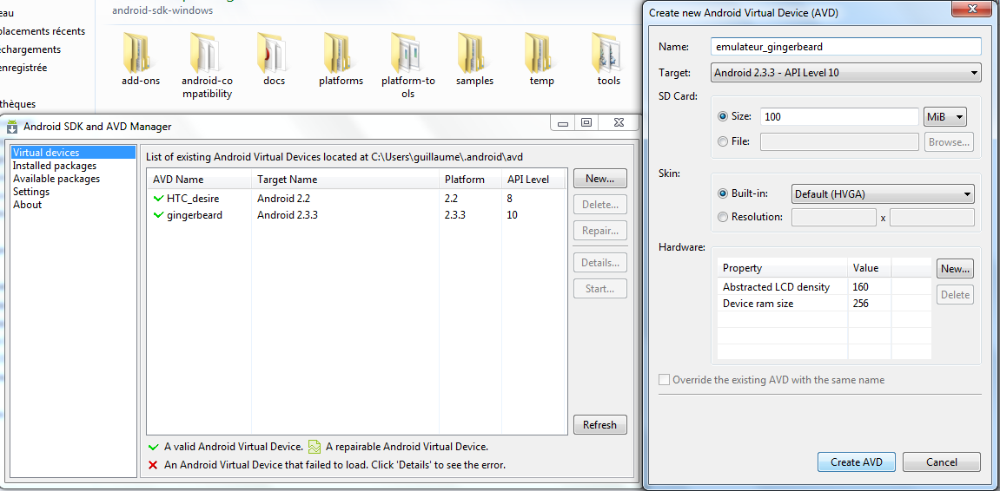 eau
placements récents
échargements
enregistrée
thèques
android-sdk-windows
add-ons
android-co
mpatibility
docs
platforms
platform-to
ols
samples
temp
tools
Android SDK and AVD Manager
Virtual devices
Installed packages
Available packages
Settings
About
List of existing Android Virtual Devices located at C:\Users\guillaume\.android\avd
AVD Name Target Name Platform API Level
HTC_desire Android 2.2 2.2 8
gingerbeard Android 2.3.3 2.3.3 10
New...
Delete...
Repair...
Details...
Start...
Refresh
A valid Android Virtual Device. A repairable Android Virtual Device.
An Android Virtual Device that failed to load. Click 'Details' to see the error.
Create new Android Virtual Device (AVD)
Name: emulateur_gingerbeard
Target: Android 2.3.3 - API Level 10
SD Card:
Size: 100 MiB
File: Browse...
Skin:
Built-in: Default (HVGA)
Resolution: x
Hardware:
Property Value New...
Abstracted LCD density 160
Device ram size 256
Delete
Override the existing AVD with the same name
Create AVD Cancel